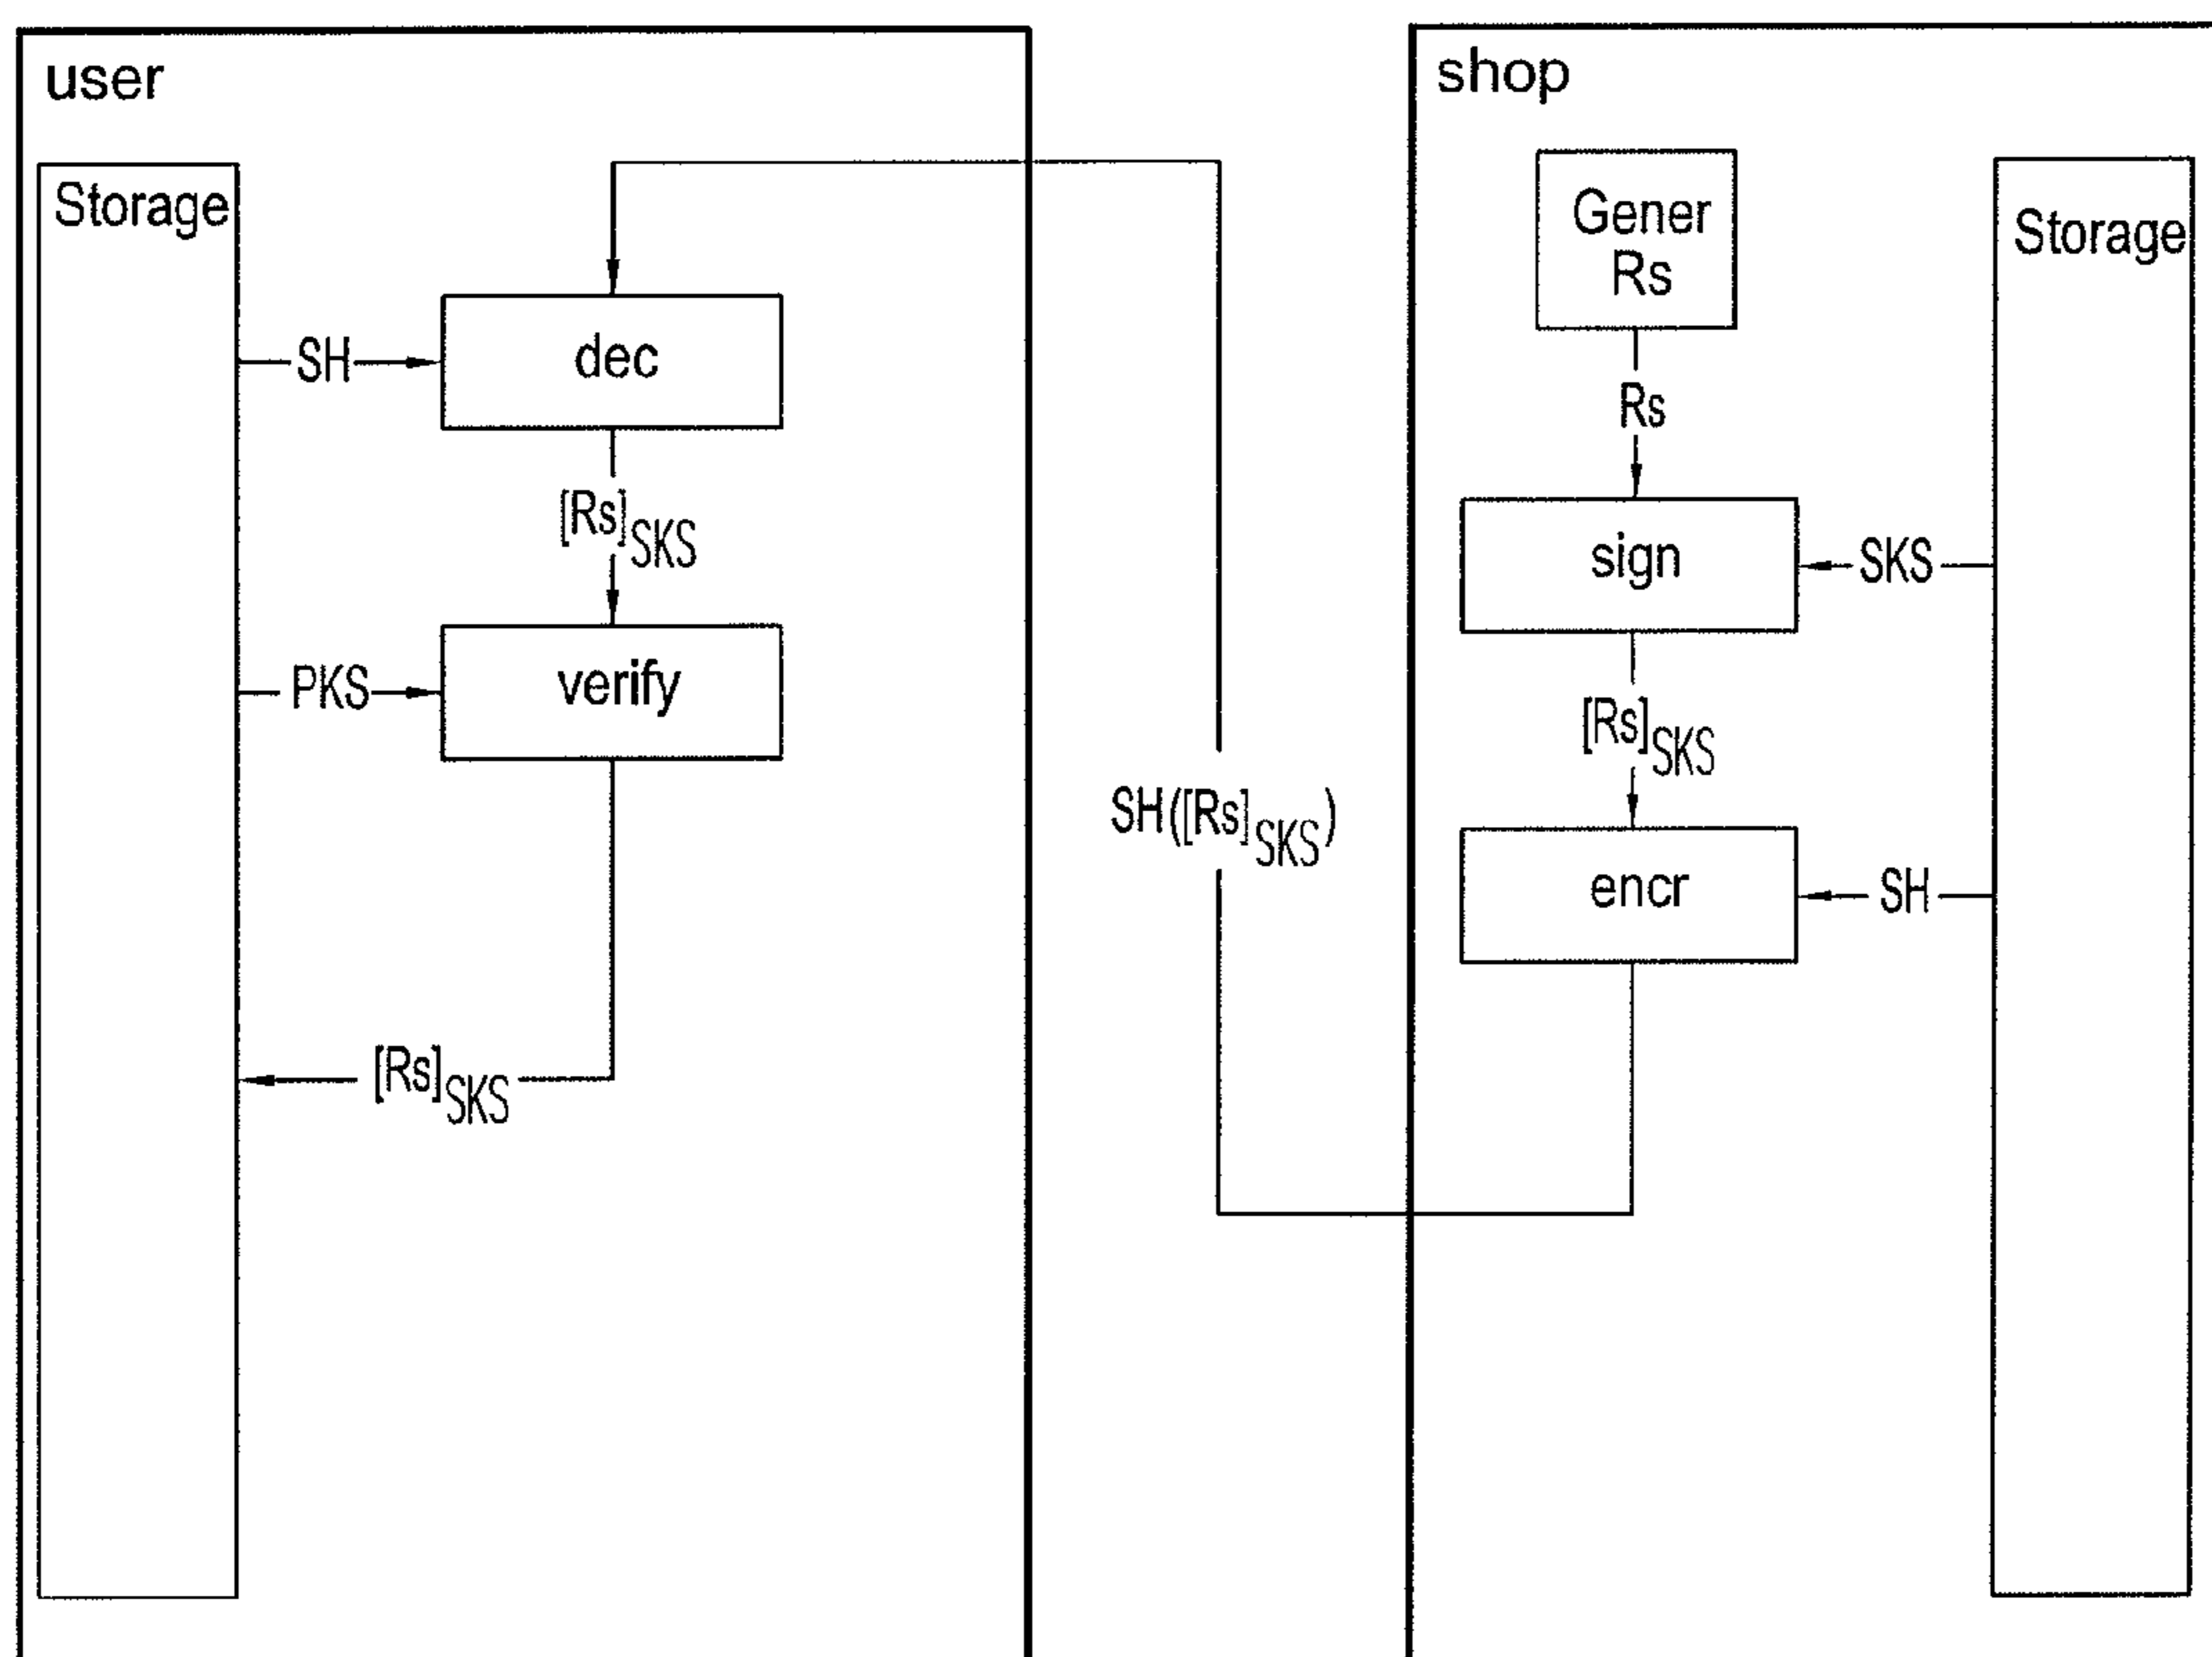 user
Storage
SH
dec
[Rs]SKS
PKS
verify
[Rs]SKS
SH([Rs]SKS)
shop
Gener
Rs
Storage
Rs
sign
SKS
[Rs]SKS
encr
SH